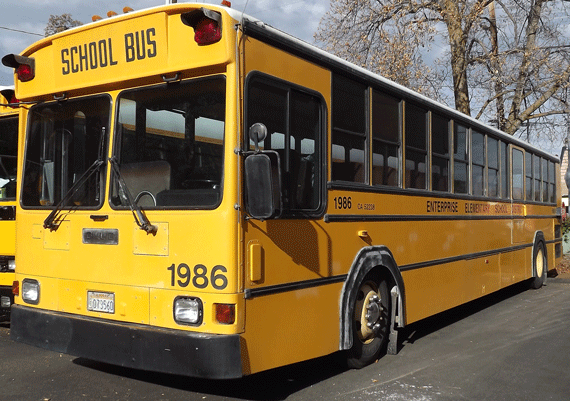 SCHOOL BUS
1986
1986
ENTERPRISE ELEMENTARY SCHOOL